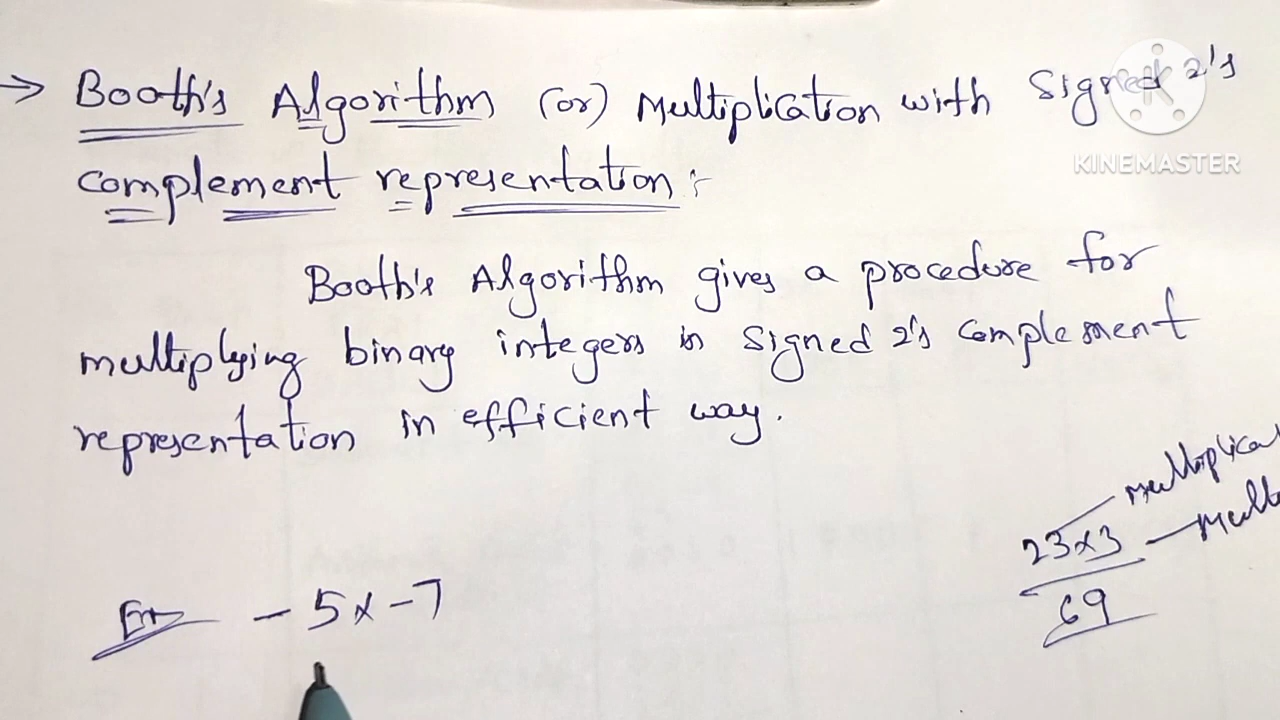 → Booth's Algorithm (or) Multiplication with Signed 2's
complement representation:
Booth's Algorithm gives a procedure for
multiplying binary integers in signed 2's complement
representation in efficient way.
23x3
69
Ex - 5x-7
KINEMASTER